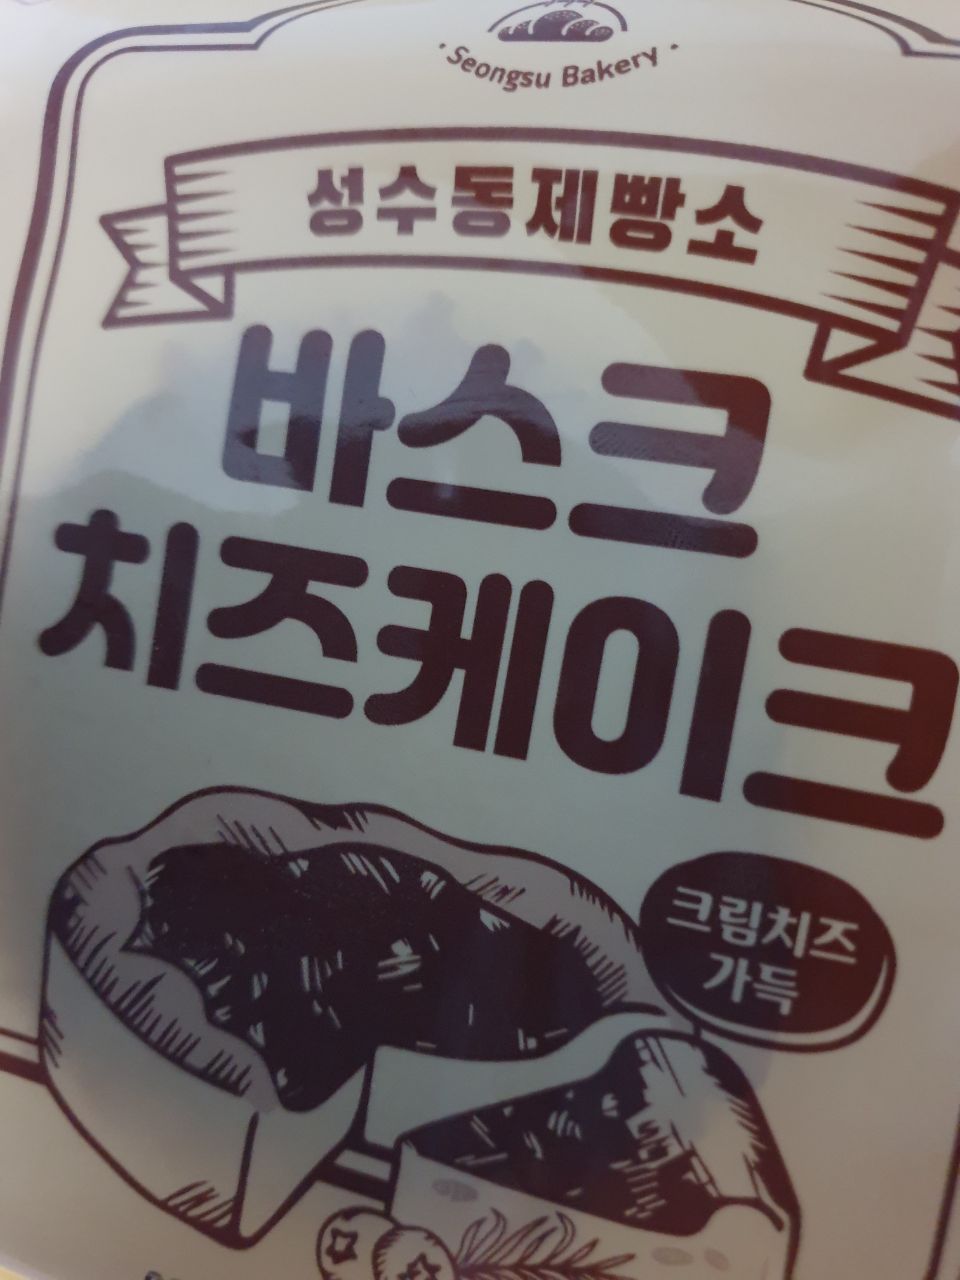 · Seongsu Bakery ·
성수동제빵소
바스크
치즈케이크
크림치즈
가득